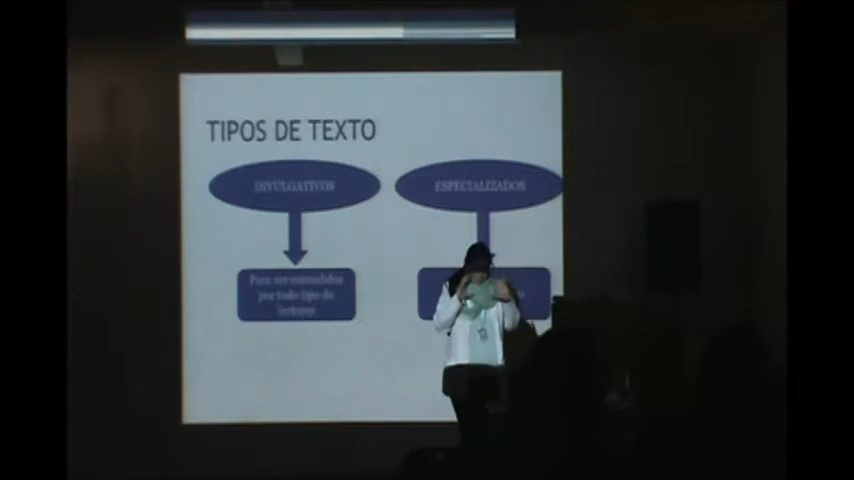 TIPOS DE TEXTO
DIVULGATIVOS
ESPECIALIZADOS
Para ser entendidos
por todo tipo de
lectores